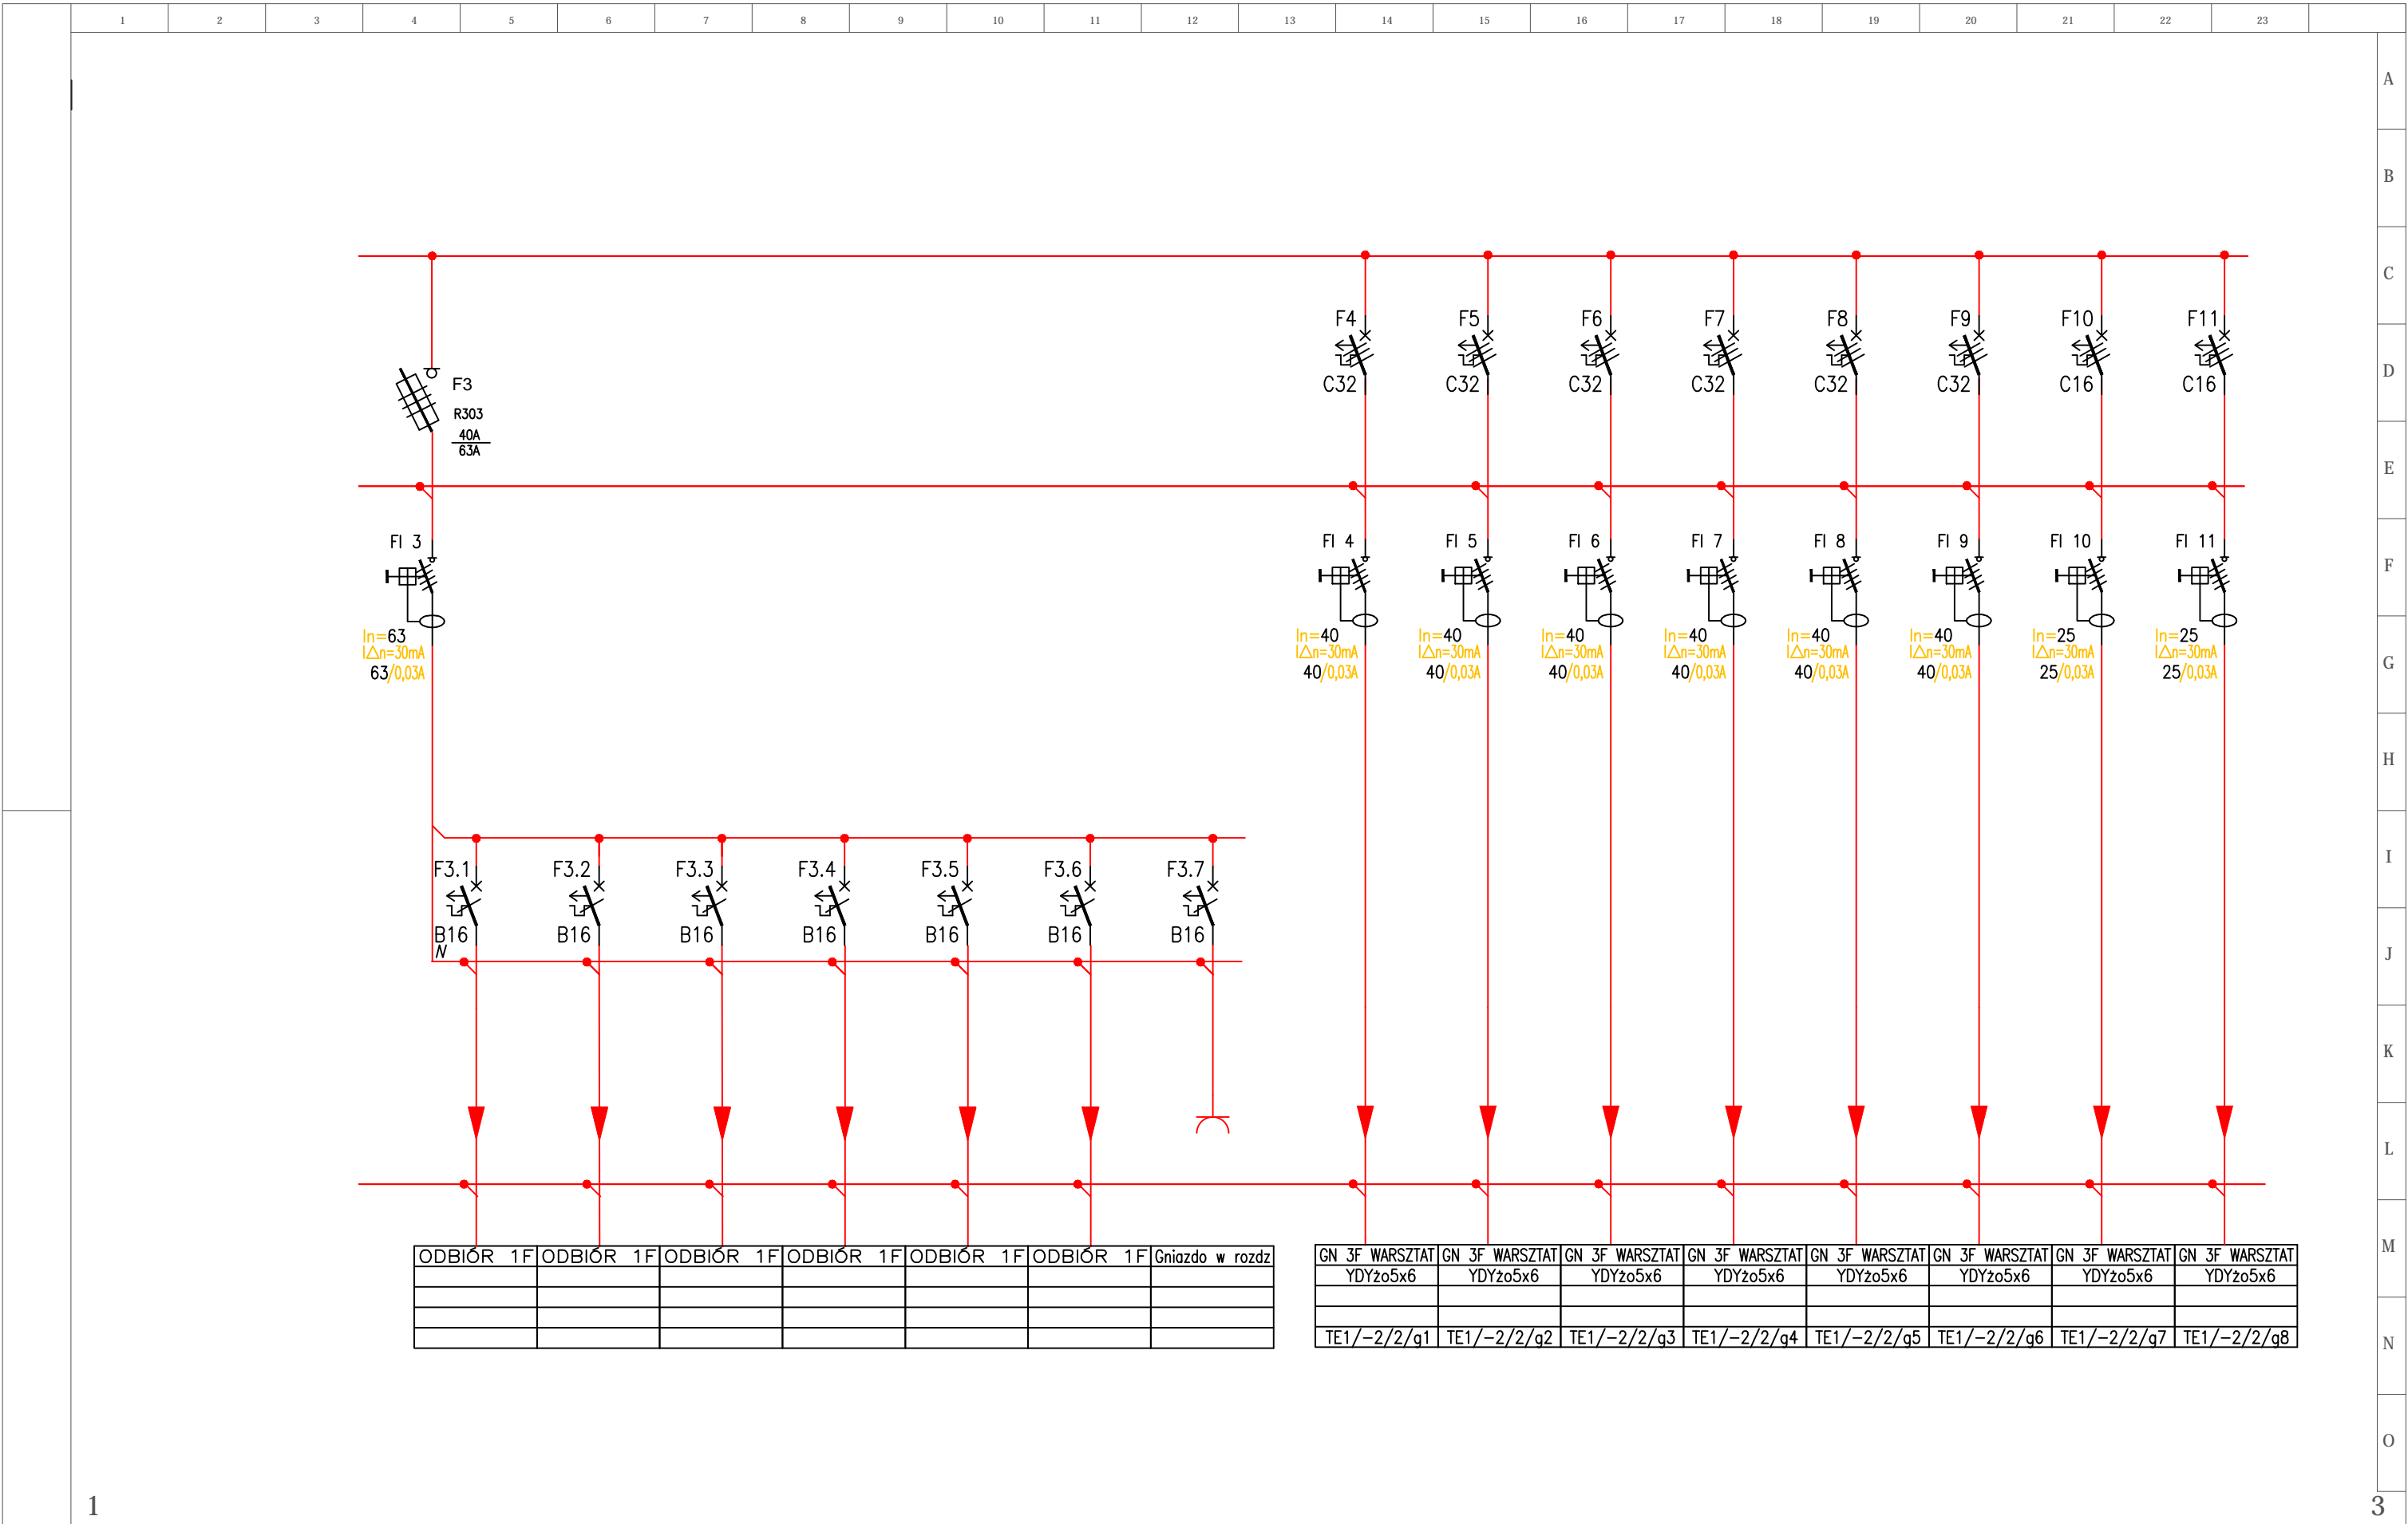 1 2 3 4 5 6 7 8 9 10 11 12 13 14 15 16 17 18 19 20 21 22 23
A
B
C
F4 F5 F6 F7 F8 F9 F10 F11
D
F3 C32 C32 C32 C32 C32 C32 C16 C16
R303
40A
63A
E
FI 3 FI 4 FI 5 FI 6 FI 7 FI 8 FI 9 FI 10 FI 11
F
In=63 In=40 In=40 In=40 In=40 In=40 In=40 In=25 In=25
I△n=30mA I△n=30mA I△n=30mA I△n=30mA I△n=30mA I△n=30mA I△n=30mA I△n=30mA I△n=30mA
G
63/0,03A 40/0,03A 40/0,03A 40/0,03A 40/0,03A 40/0,03A 40/0,03A 25/0,03A 25/0,03A
H
I
F3.1 F3.2 F3.3 F3.4 F3.5 F3.6 F3.7
B16 B16 B16 B16 B16 B16 B16
N
J
K
L
M
ODBIÓR 1F ODBIÓR 1F ODBIÓR 1F ODBIÓR 1F ODBIÓR 1F ODBIÓR 1F Gniazdo w rozdz
GN 3F WARSZTAT GN 3F WARSZTAT GN 3F WARSZTAT GN 3F WARSZTAT GN 3F WARSZTAT GN 3F WARSZTAT GN 3F WARSZTAT GN 3F WARSZTAT
YDYżo5x6 YDYżo5x6 YDYżo5x6 YDYżo5x6 YDYżo5x6 YDYżo5x6 YDYżo5x6 YDYżo5x6
TE1/-2/2/g1 TE1/-2/2/g2 TE1/-2/2/g3 TE1/-2/2/g4 TE1/-2/2/g5 TE1/-2/2/g6 TE1/-2/2/g7 TE1/-2/2/g8
N
O
1 3